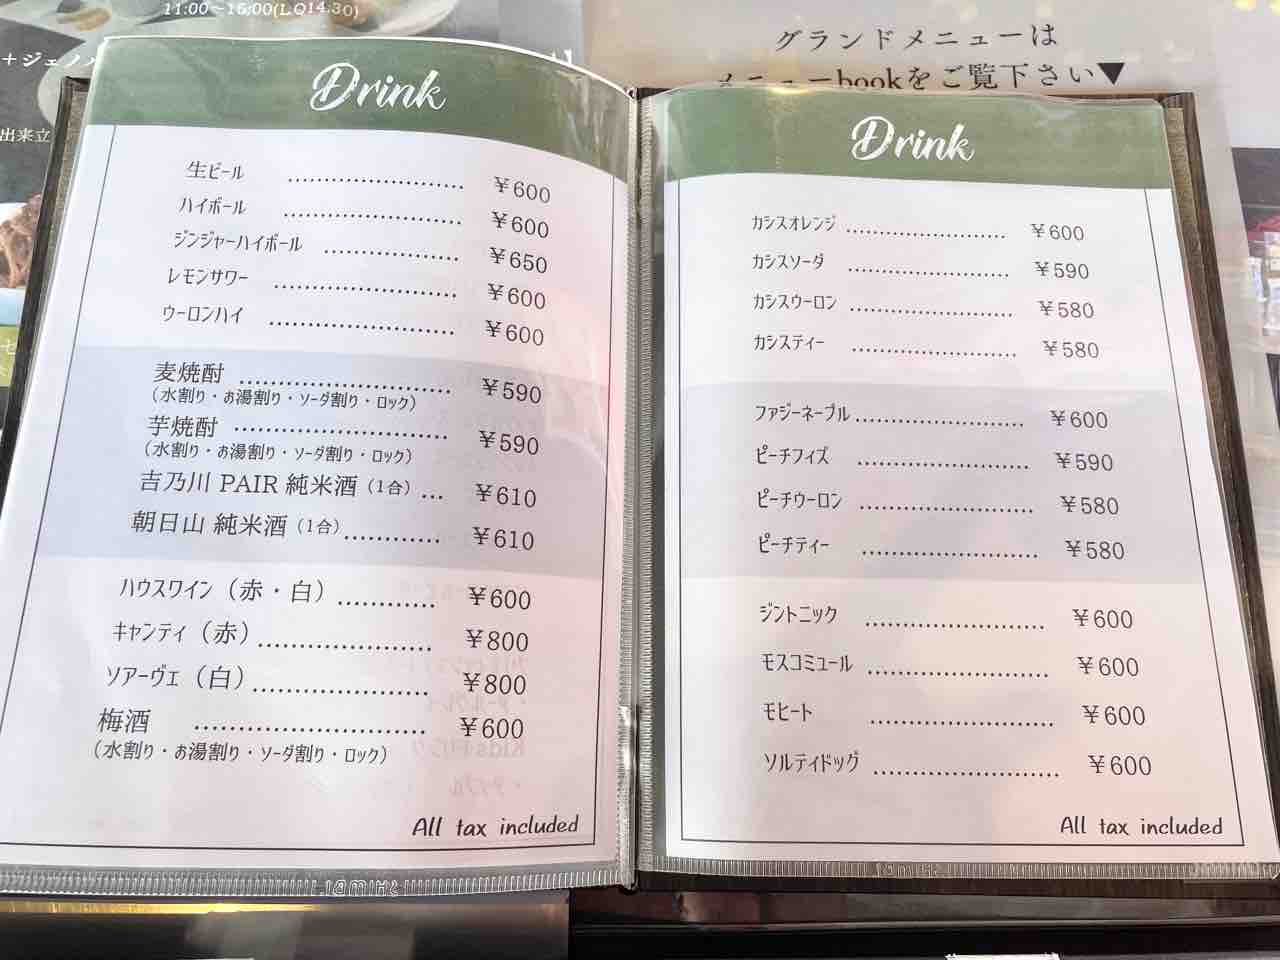 11:00～15:00(LO14:30)
+ジェノバ
出来立
グランドメニューは
メニューbookをご覧下さい▼
Drink
生ビール ¥600
ハイボール ¥600
ジンジャーハイボール ¥650
レモンサワー ¥600
ウーロンハイ ¥600
麦焼酎 ¥590
(水割り・お湯割り・ソーダ割り・ロック)
芋焼酎 ¥590
(水割り・お湯割り・ソーダ割り・ロック)
吉乃川 PAIR 純米酒 (1合) ¥610
朝日山 純米酒 (1合) ¥610
ハウスワイン (赤・白) ¥600
キャンティ (赤) ¥800
ソアーヴェ (白) ¥800
梅酒 ¥600
(水割り・お湯割り・ソーダ割り・ロック)
All tax included
Drink
カシスオレンジ ¥600
カシスソーダ ¥590
カシスウーロン ¥580
カシスティー ¥580
ファジーネーブル ¥600
ピーチフィズ ¥590
ピーチウーロン ¥580
ピーチティー ¥580
ジントニック ¥600
モスコミュール ¥600
モヒート ¥600
ソルティドッグ ¥600
All tax included